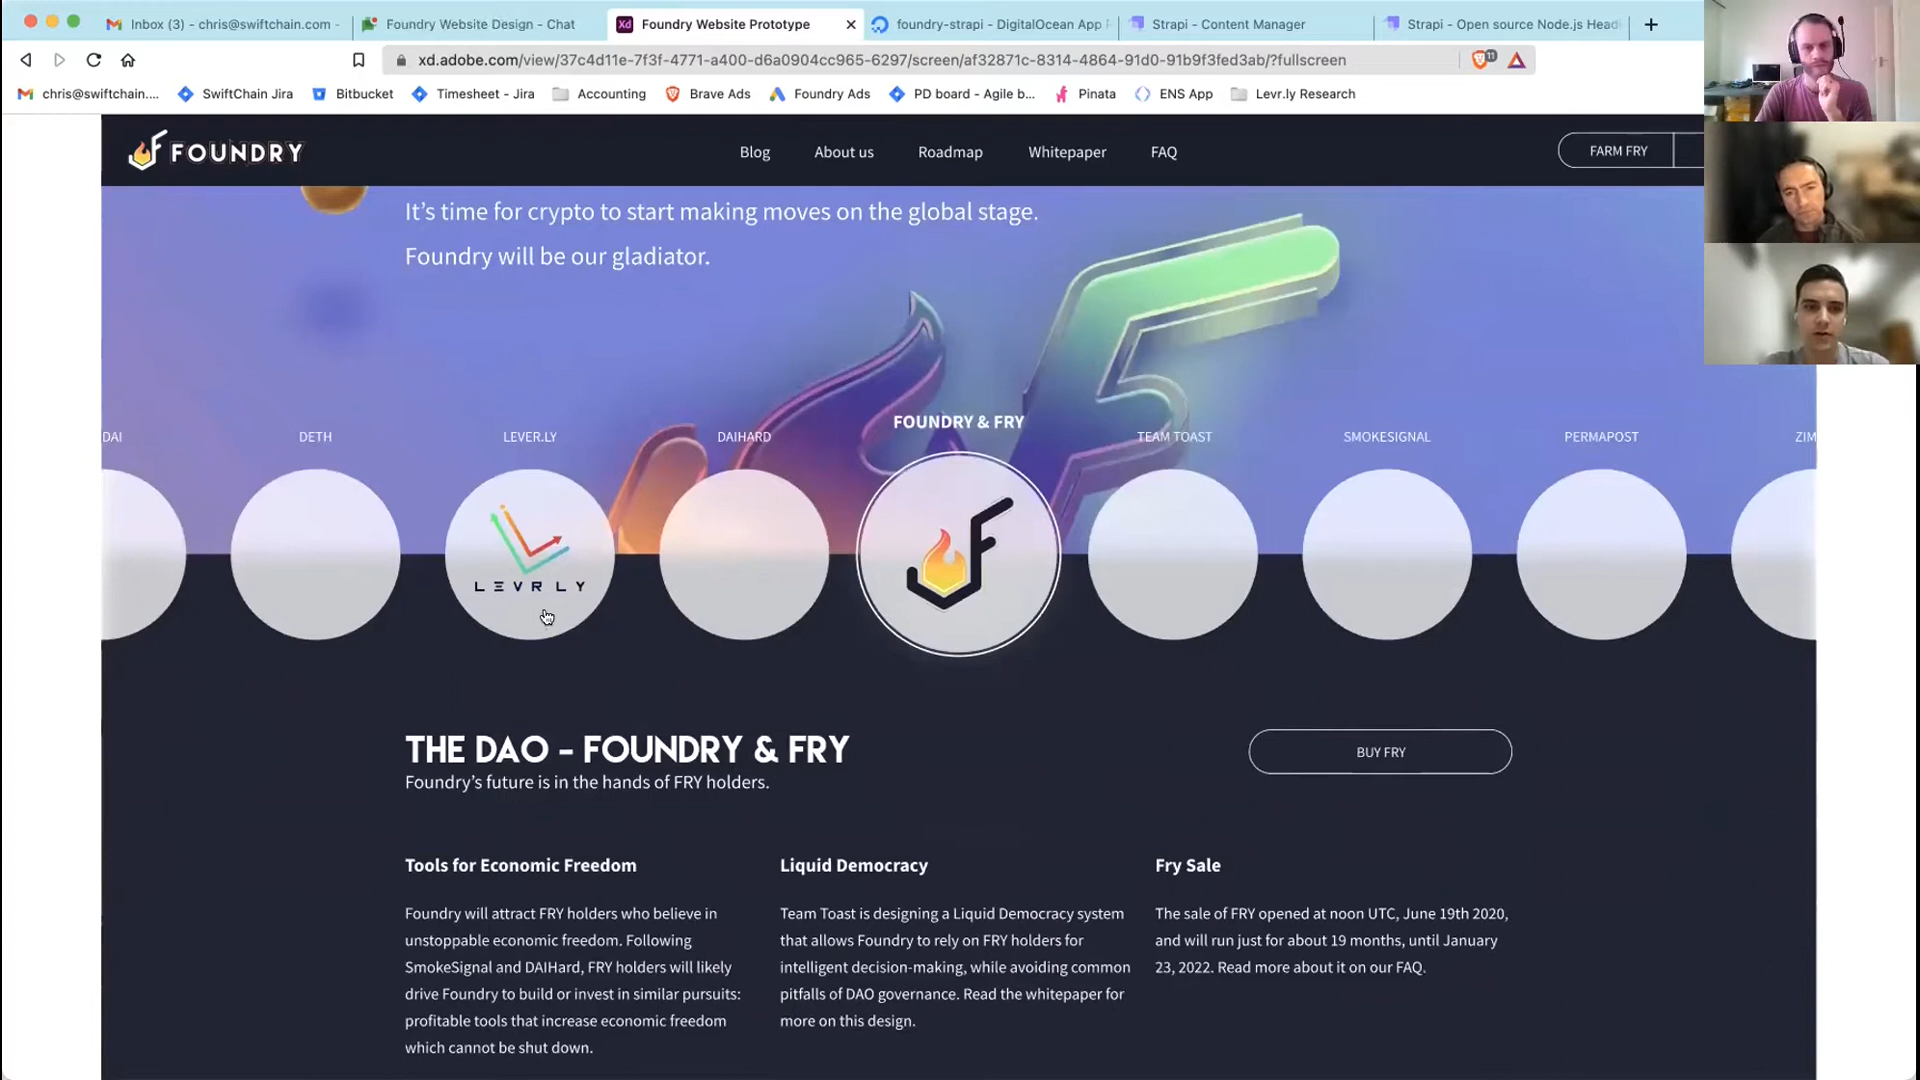 Inbox (3) - chris@swiftchain.com -
Foundry Website Design - Chat
Xd Foundry Website Prototype
foundry-strapi - DigitalOcean App P
Strapi - Content Manager
Strapi - Open source Node.js Head
xd.adobe.com/view/37c4d11e-7f3f-4771-a400-d6a0904cc965-6297/screen/af32871c-8314-4864-91d0-91b9f3fed3ab/?fullscreen
11
chris@swiftchain....
SwiftChain Jira
Bitbucket
Timesheet - Jira
Accounting
Brave Ads
Foundry Ads
PD board - Agile b...
Pinata
ENS App
Levr.ly Research
FOUNDRY
Blog
About us
Roadmap
Whitepaper
FAQ
FARM FRY
It's time for crypto to start making moves on the global stage.
Foundry will be our gladiator.
DAI
DETH
LEVER.LY
DAIHARD
FOUNDRY & FRY
TEAM TOAST
SMOKESIGNAL
PERMAPOST
ZIM
LEVR LY
THE DAO - FOUNDRY & FRY
Foundry's future is in the hands of FRY holders.
BUY FRY
Tools for Economic Freedom
Foundry will attract FRY holders who believe in
unstoppable economic freedom. Following
SmokeSignal and DAIHard, FRY holders will likely
drive Foundry to build or invest in similar pursuits:
profitable tools that increase economic freedom
which cannot be shut down.
Liquid Democracy
Team Toast is designing a Liquid Democracy system
that allows Foundry to rely on FRY holders for
intelligent decision-making, while avoiding common
pitfalls of DAO governance. Read the whitepaper for
more on this design.
Fry Sale
The sale of FRY opened at noon UTC, June 19th 2020,
and will run just for about 19 months, until January
23, 2022. Read more about it on our FAQ.